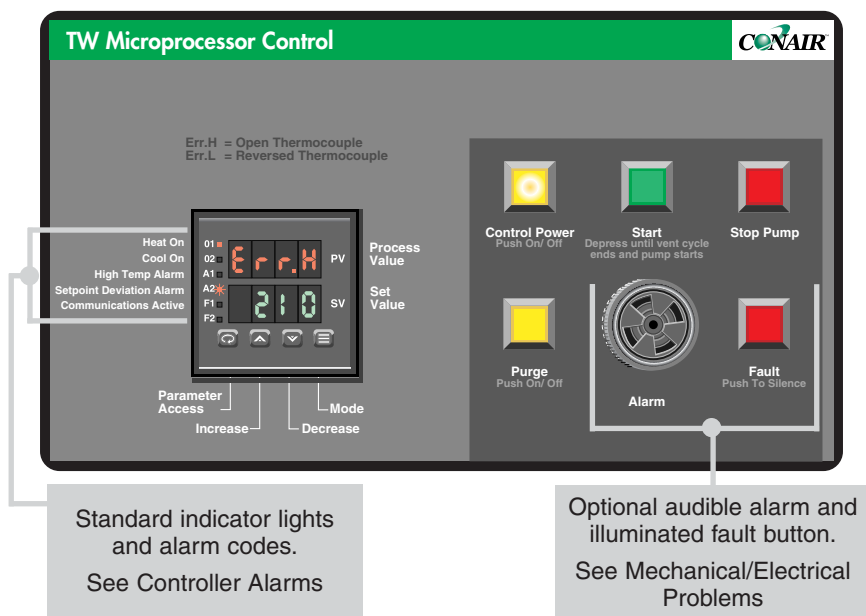 TW Microprocessor Control
CONAIR
Err.H = Open Thermocouple
Err.L = Reversed Thermocouple
Heat On
Cool On
High Temp Alarm
Setpoint Deviation Alarm
Communications Active
01
02
A1
A2
F1
F2
Err.H
PV
210
SV
Process
Value
Set
Value
Parameter
Access
Increase
Decrease
Mode
Control Power
Push On/ Off
Start
Depress until vent cycle
ends and pump starts
Stop Pump
Purge
Push On/ Off
Alarm
Fault
Push To Silence
Standard indicator lights
and alarm codes.
See Controller Alarms
Optional audible alarm and
illuminated fault button.
See Mechanical/Electrical
Problems